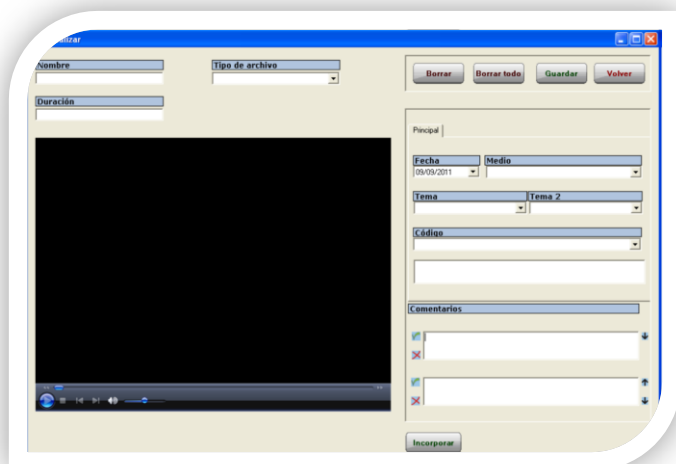 alizar
Nombre
Tipo de archivo
Duración
Borrar
Borrar todo
Guardar
Volver
Principal
Fecha
Medio
09/09/2011
Tema
Tema 2
Código
Comentarios
Incorporar